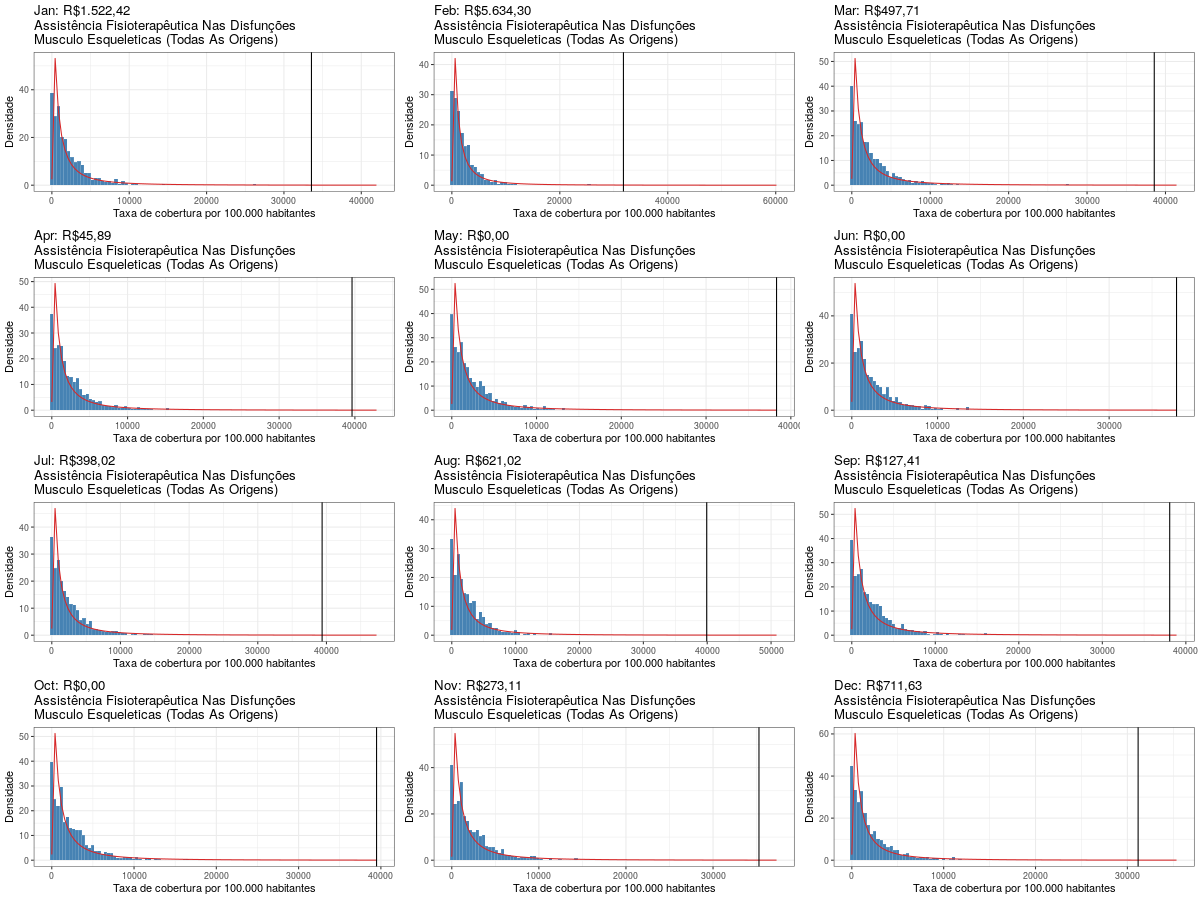 Jan: R$1.522,42
Assistência Fisioterapêutica Nas Disfunções
Musculo Esqueleticas (Todas As Origens)
Densidade
40
20
0
0
10000
20000
30000
40000
Taxa de cobertura por 100.000 habitantes
Feb: R$5.634,30
Assistência Fisioterapêutica Nas Disfunções
Musculo Esqueleticas (Todas As Origens)
Densidade
40
30
20
10
0
0
20000
40000
60000
Taxa de cobertura por 100.000 habitantes
Mar: R$497,71
Assistência Fisioterapêutica Nas Disfunções
Musculo Esqueleticas (Todas As Origens)
Densidade
50
40
30
20
10
0
0
10000
20000
30000
40000
Taxa de cobertura por 100.000 habitantes
Apr: R$45,89
Assistência Fisioterapêutica Nas Disfunções
Musculo Esqueleticas (Todas As Origens)
Densidade
50
40
30
20
10
0
0
10000
20000
30000
40000
Taxa de cobertura por 100.000 habitantes
May: R$0,00
Assistência Fisioterapêutica Nas Disfunções
Musculo Esqueleticas (Todas As Origens)
Densidade
50
40
30
20
10
0
0
10000
20000
30000
40000
Taxa de cobertura por 100.000 habitantes
Jun: R$0,00
Assistência Fisioterapêutica Nas Disfunções
Musculo Esqueleticas (Todas As Origens)
Densidade
40
20
0
0
10000
20000
30000
Taxa de cobertura por 100.000 habitantes
Jul: R$398,02
Assistência Fisioterapêutica Nas Disfunções
Musculo Esqueleticas (Todas As Origens)
Densidade
40
30
20
10
0
0
10000
20000
30000
40000
Taxa de cobertura por 100.000 habitantes
Aug: R$621,02
Assistência Fisioterapêutica Nas Disfunções
Musculo Esqueleticas (Todas As Origens)
Densidade
40
30
20
10
0
0
10000
20000
30000
40000
50000
Taxa de cobertura por 100.000 habitantes
Sep: R$127,41
Assistência Fisioterapêutica Nas Disfunções
Musculo Esqueleticas (Todas As Origens)
Densidade
50
40
30
20
10
0
0
10000
20000
30000
40000
Taxa de cobertura por 100.000 habitantes
Oct: R$0,00
Assistência Fisioterapêutica Nas Disfunções
Musculo Esqueleticas (Todas As Origens)
Densidade
50
40
30
20
10
0
0
10000
20000
30000
40000
Taxa de cobertura por 100.000 habitantes
Nov: R$273,11
Assistência Fisioterapêutica Nas Disfunções
Musculo Esqueleticas (Todas As Origens)
Densidade
40
20
0
0
10000
20000
30000
Taxa de cobertura por 100.000 habitantes
Dec: R$711,63
Assistência Fisioterapêutica Nas Disfunções
Musculo Esqueleticas (Todas As Origens)
Densidade
60
40
20
0
0
10000
20000
30000
Taxa de cobertura por 100.000 habitantes